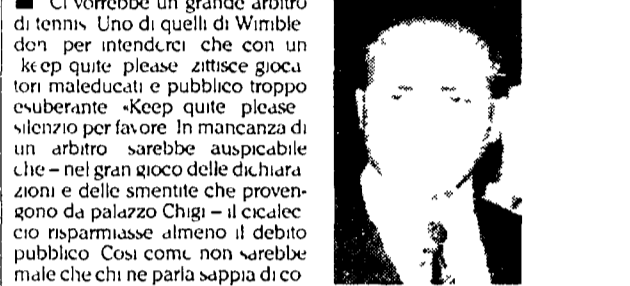 ■ Ci vorrebbe un grande arbitro
di tennis Uno di quelli di Wimble
don per intenderci che con un
keep quite please zittisce gioca
tori maleducati e pubblico troppo
esuberante «Keep quite please
silenzio per favore In mancanza di
un arbitro sarebbe auspicabile
che – nel gran gioco delle dichiara
zioni e delle smentite che proven-
gono da palazzo Chigi – il cicalec
cio risparmiasse almeno il debito
pubblico Così come non sarebbe
male che chi ne parla sappia di co